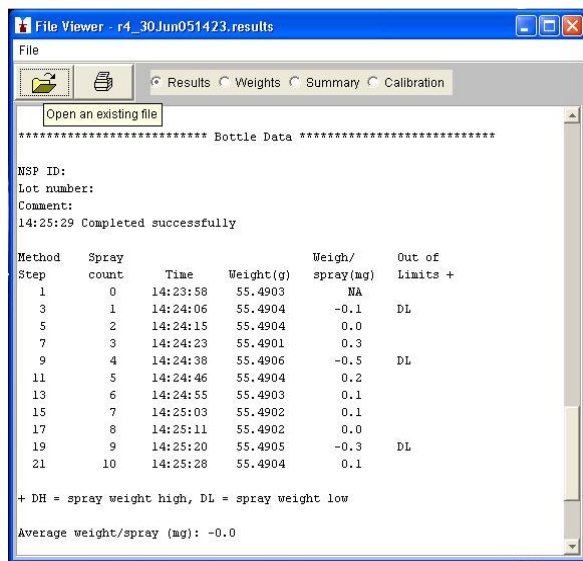 File Viewer - r4_30Jun051423.results
File
Results Weights Summary Calibration
Open an existing file
*************************** Bottle Data ****************************
NSP ID:
Lot number:
Comment:
14:25:29 Completed successfully
Method Spray Weigh/ Out of
Step count Time Weight(g) spray(mg) Limits +
1 0 14:23:58 55.4903 NA
3 1 14:24:06 55.4904 -0.1 DL
5 2 14:24:15 55.4904 0.0
7 3 14:24:23 55.4901 0.3
9 4 14:24:38 55.4906 -0.5 DL
11 5 14:24:46 55.4904 0.2
13 6 14:24:55 55.4903 0.1
15 7 14:25:03 55.4902 0.1
17 8 14:25:11 55.4902 0.0
19 9 14:25:20 55.4905 -0.3 DL
21 10 14:25:28 55.4904 0.1
+ DH = spray weight high, DL = spray weight low
Average weight/spray (mg): -0.0